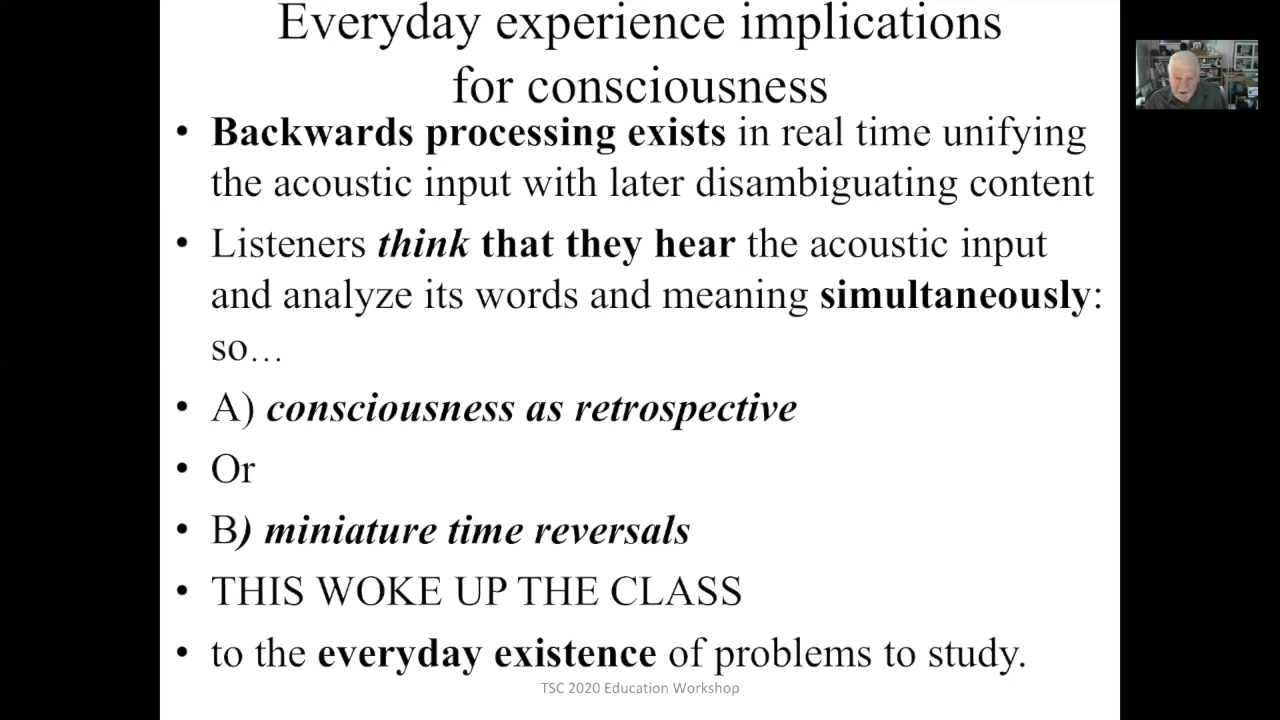 Everyday experience implications
for consciousness
• Backwards processing exists in real time unifying
the acoustic input with later disambiguating content
• Listeners think that they hear the acoustic input
and analyze its words and meaning simultaneously:
so…
• A) consciousness as retrospective
• Or
• B) miniature time reversals
• THIS WOKE UP THE CLASS
• to the everyday existence of problems to study.
TSC 2020 Education Workshop